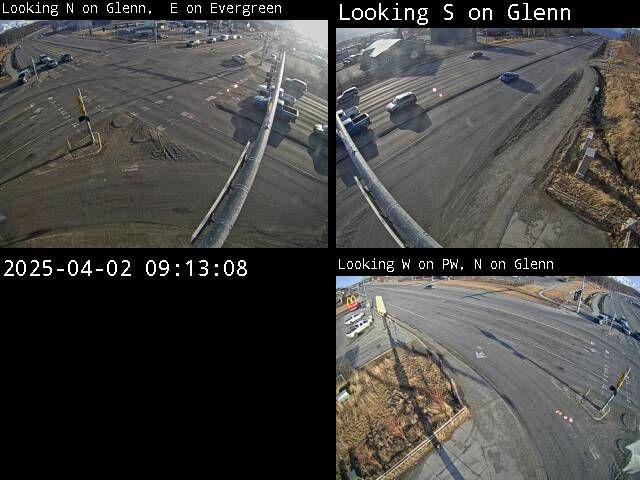 Looking N on Glenn,  E on Evergreen
Looking S on Glenn
2025-04-02 09:13:08
Looking W on PW, N on Glenn